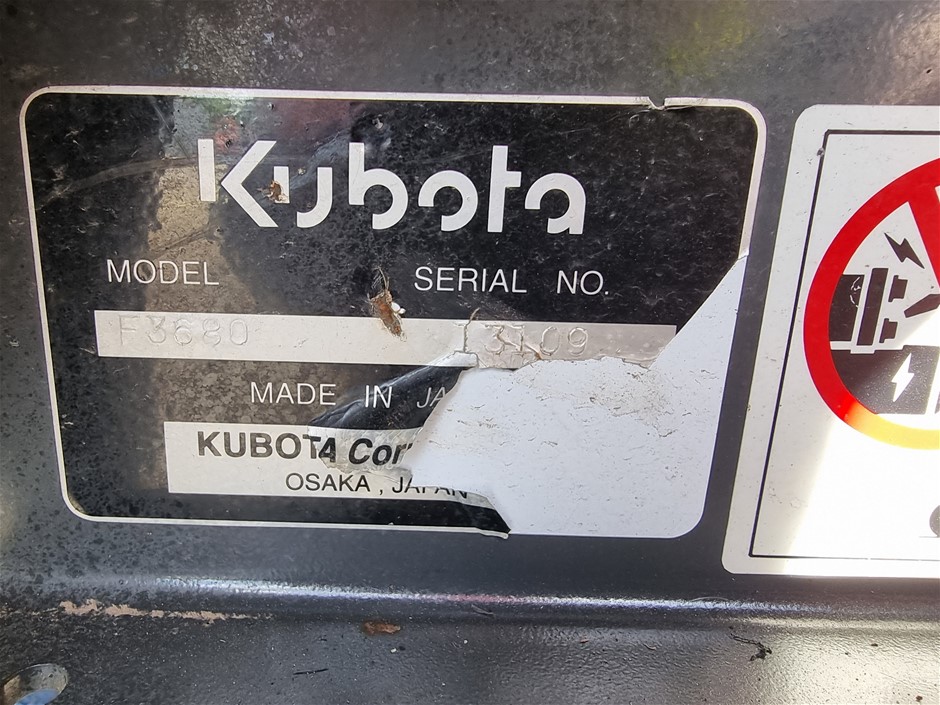 Kubota
MODEL SERIAL NO.
F3680
MADE IN JA
KUBOTA Cor
OSAKA , JAPAN